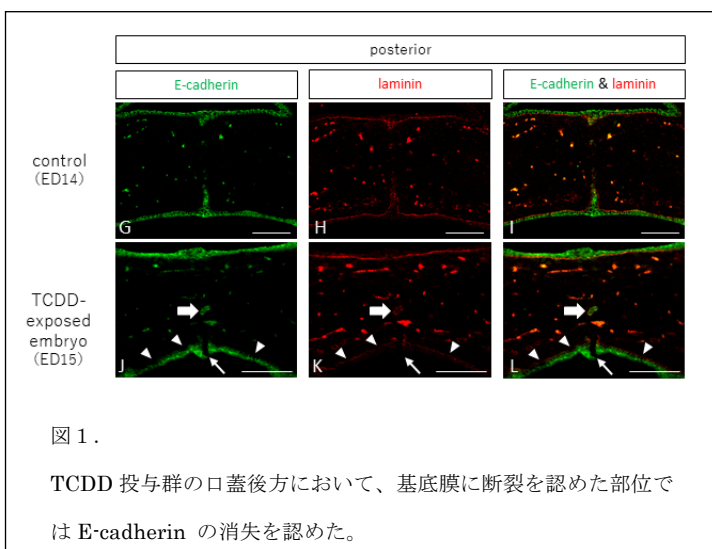 posterior
E-cadherin
laminin
E-cadherin & laminin
control
(ED14)
G
H
I
TCDD-
exposed
embryo
(ED15)
J
K
L
図 1 .
TCDD 投与群の口蓋後方において、基底膜に断裂を認めた部位で
は E-cadherin の消失を認めた。